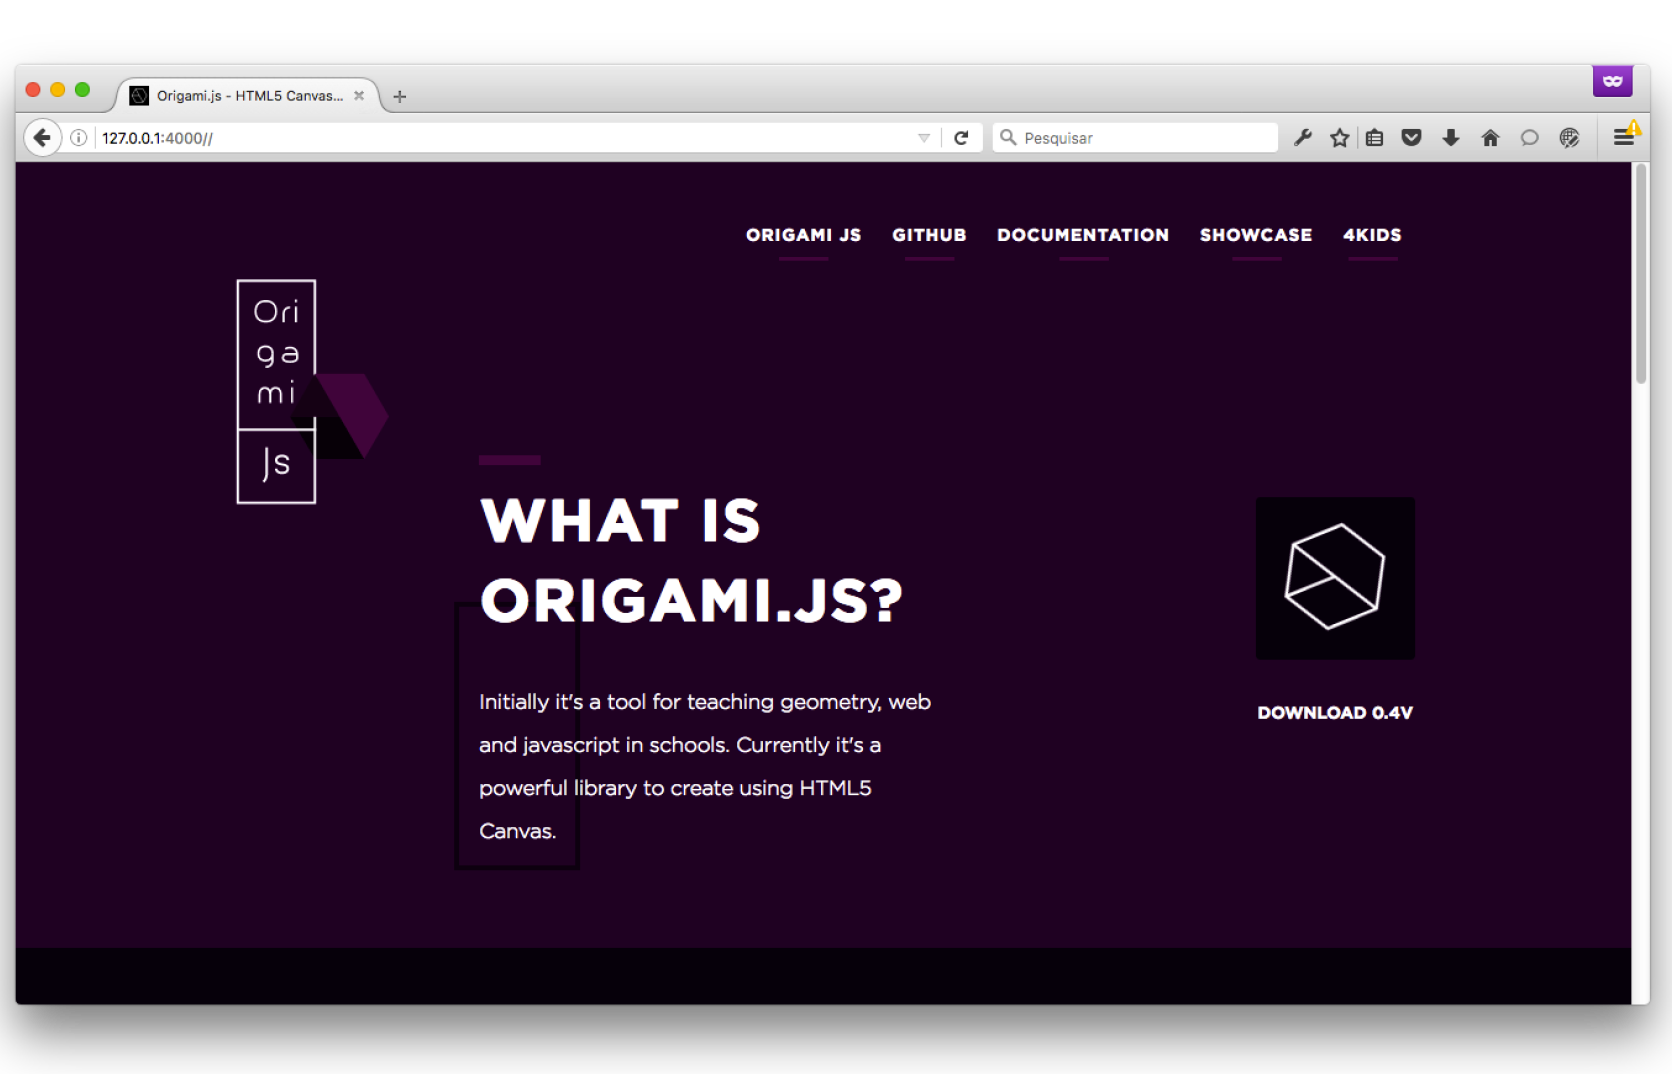 Origami.js - HTML5 Canvas...
127.0.0.1:4000//
Pesquisar
ORIGAMI JS GITHUB DOCUMENTATION SHOWCASE 4KIDS
Ori
ga
mi
Js
WHAT IS
ORIGAMI.JS?
Initially it's a tool for teaching geometry, web
and javascript in schools. Currently it's a
powerful library to create using HTML5
Canvas.
DOWNLOAD 0.4V